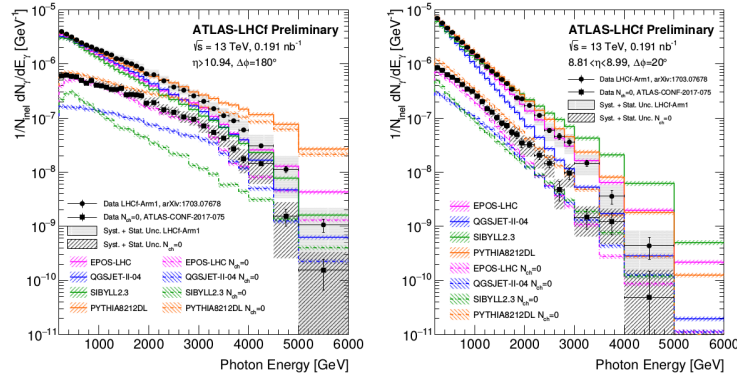 ATLAS-LHCf Preliminary
√s = 13 TeV, 0.191 nb⁻¹
η>10.94, Δϕ=180°
Data LHCf-Arm1, arXiv:1703.07678
Data N_ch=0, ATLAS-CONF-2017-075
Syst. + Stat. Unc. LHCf-Arm1
Syst. + Stat. Unc. N_ch=0
EPOS-LHC EPOS-LHC N_ch=0
QGSJET-II-04 QGSJET-II-04 N_ch=0
SIBYLL2.3 SIBYLL2.3 N_ch=0
PYTHIA8212DL PYTHIA8212DL N_ch=0
1/N_inel dN_γ/dE_γ [GeV⁻¹]
10⁻⁵
10⁻⁶
10⁻⁷
10⁻⁸
10⁻⁹
10⁻¹⁰
10⁻¹¹
1000 2000 3000 4000 5000 6000
Photon Energy [GeV]
ATLAS-LHCf Preliminary
√s = 13 TeV, 0.191 nb⁻¹
8.81<η<8.99, Δϕ=20°
Data LHCf-Arm1, arXiv:1703.07678
Data N_ch=0, ATLAS-CONF-2017-075
Syst. + Stat. Unc. LHCf-Arm1
Syst. + Stat. Unc. N_ch=0
EPOS-LHC
QGSJET-II-04
SIBYLL2.3
PYTHIA8212DL
EPOS-LHC N_ch=0
QGSJET-II-04 N_ch=0
SIBYLL2.3 N_ch=0
PYTHIA8212DL N_ch=0
1/N_inel dN_γ/dE_γ [GeV⁻¹]
10⁻⁵
10⁻⁶
10⁻⁷
10⁻⁸
10⁻⁹
10⁻¹⁰
10⁻¹¹
1000 2000 3000 4000 5000 6000
Photon Energy [GeV]